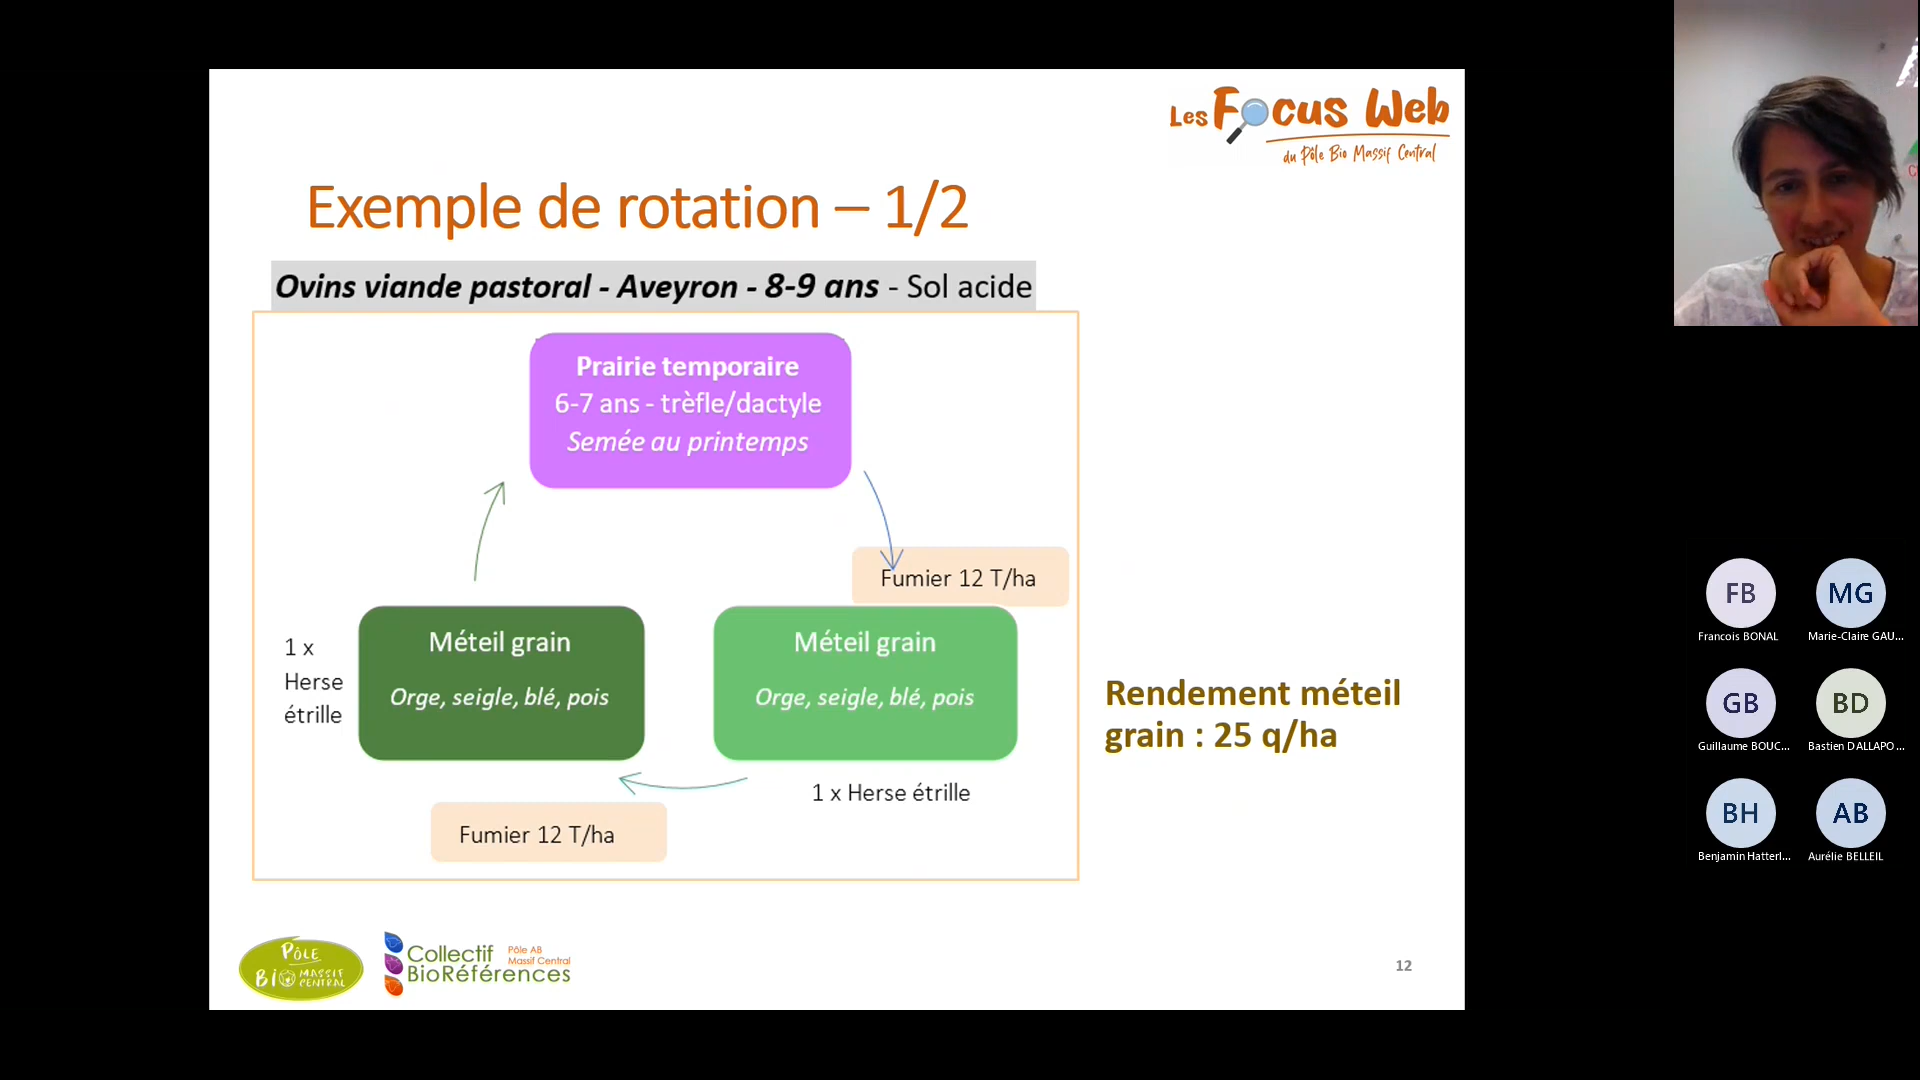 Les Focus Web
du Pôle Bio Massif Central
Exemple de rotation – 1/2
Ovins viande pastoral - Aveyron - 8-9 ans - Sol acide
Prairie temporaire
6-7 ans - trèfle/dactyle
Semée au printemps
Fumier 12 T/ha
1 x
Herse
étrille
Méteil grain
Orge, seigle, blé, pois
Méteil grain
Orge, seigle, blé, pois
1 x Herse étrille
Fumier 12 T/ha
Rendement méteil
grain : 25 q/ha
PÔLE
BIO MASSIF
CENTRAL
Collectif
BioRéférences
Pôle AB
Massif Central
12
FB
Francois BONAL
MG
Marie-Claire GAU...
GB
Guillaume BOUC...
BD
Bastien DALLAPO...
BH
Benjamin Hatterl...
AB
Aurélie BELLEIL